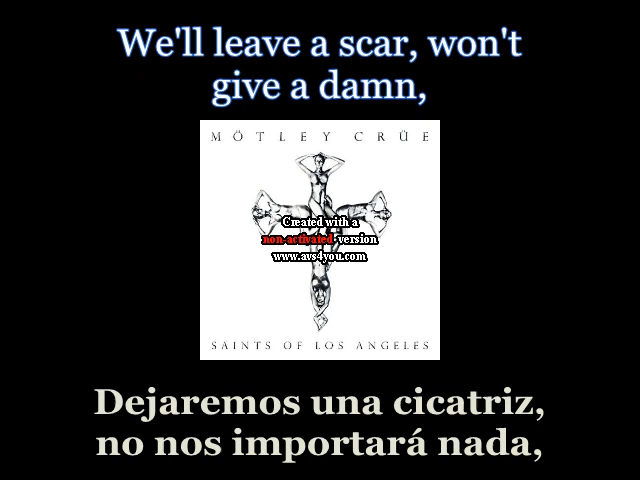 We'll leave a scar, won't
give a damn,
MÖTLEY CRÜE
Created with a
non-activated version
www.avs4you.com
SAINTS OF LOS ANGELES
Dejaremos una cicatriz,
no nos importará nada,